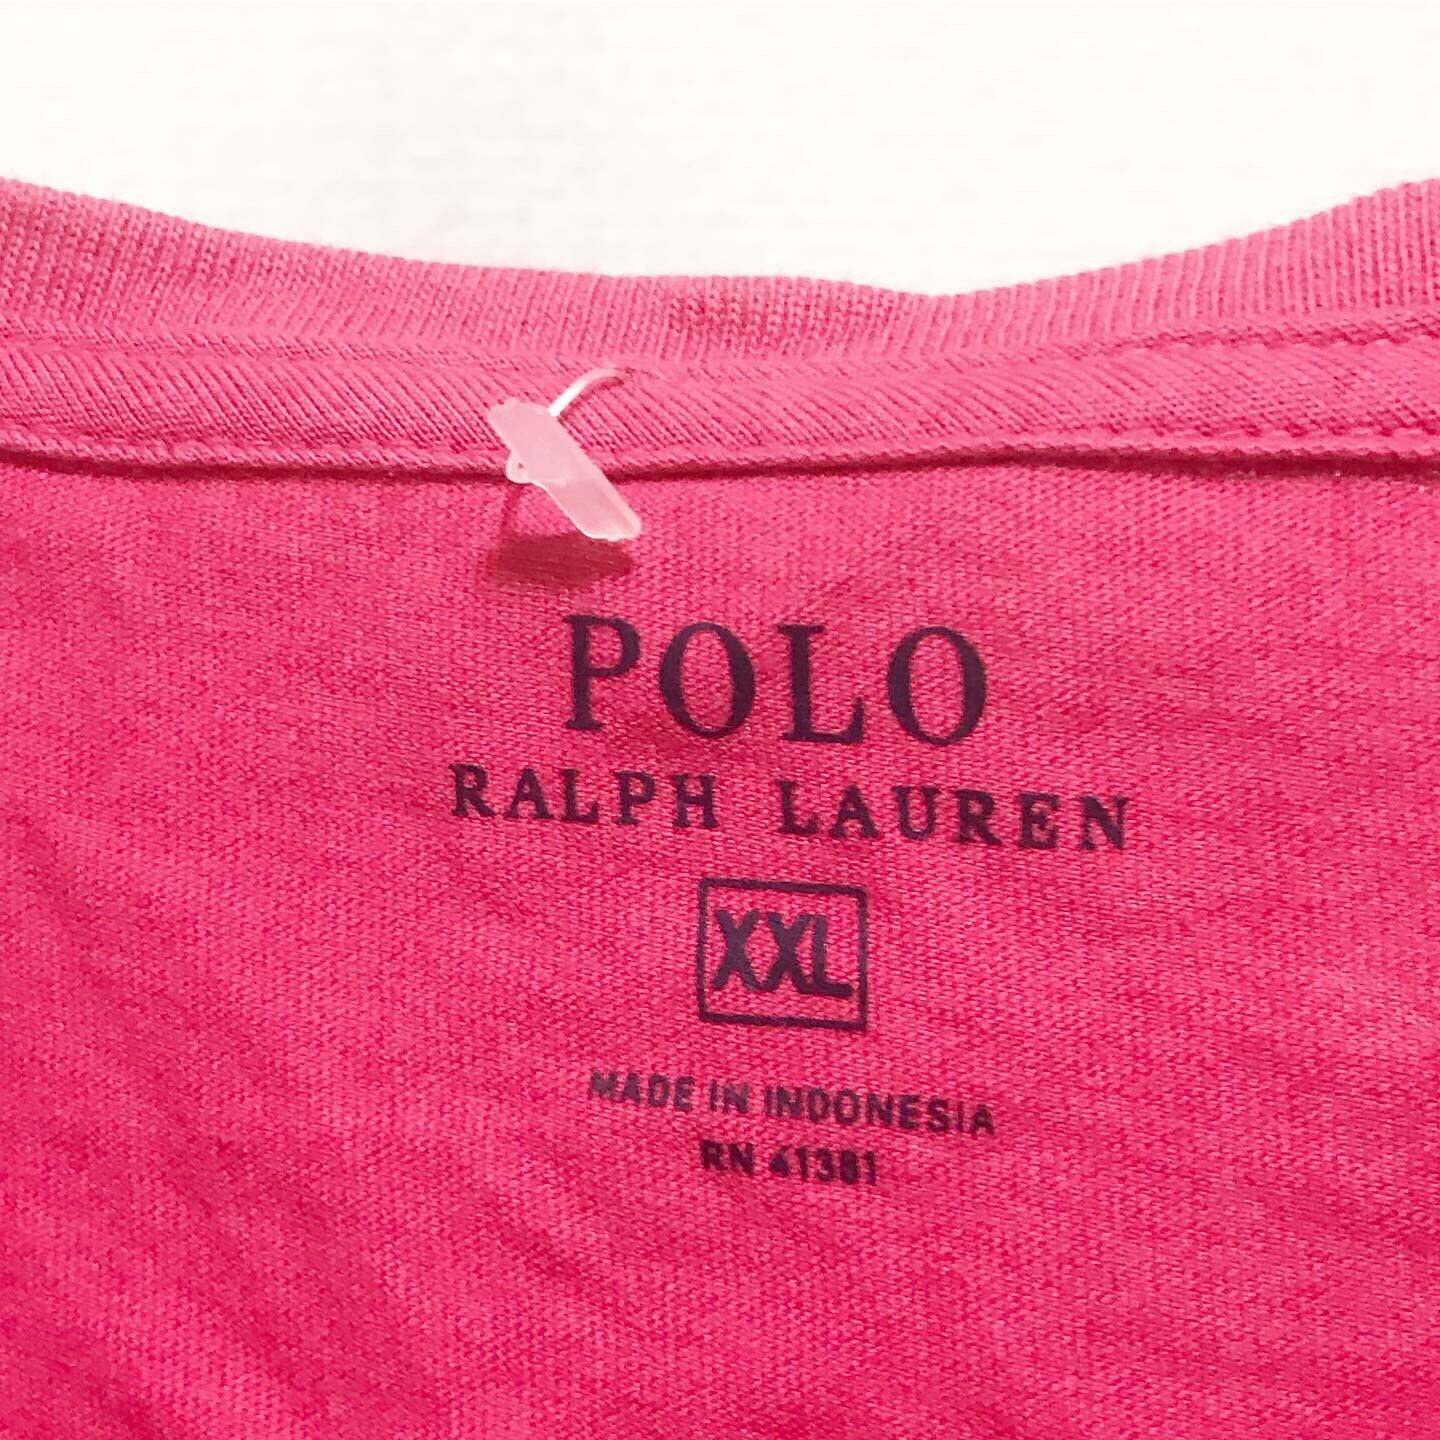 POLO
RALPH LAUREN
XXL
MADE IN INDONESIA
RN 41381